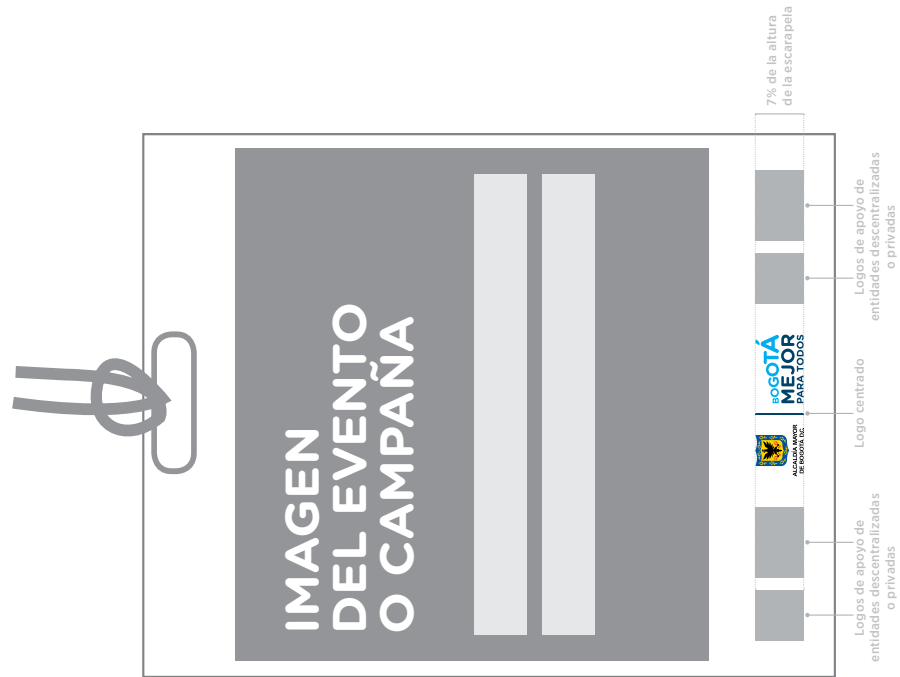 7% de la altura
de la escarapela
IMAGEN
DEL EVENTO
O CAMPAÑA
Logos de apoyo de
entidades descentralizadas
o privadas
ALCALDÍA MAYOR
DE BOGOTÁ D.C.
BOGOTÁ
MEJOR
PARA TODOS
Logo centrado
Logos de apoyo de
entidades descentralizadas
o privadas